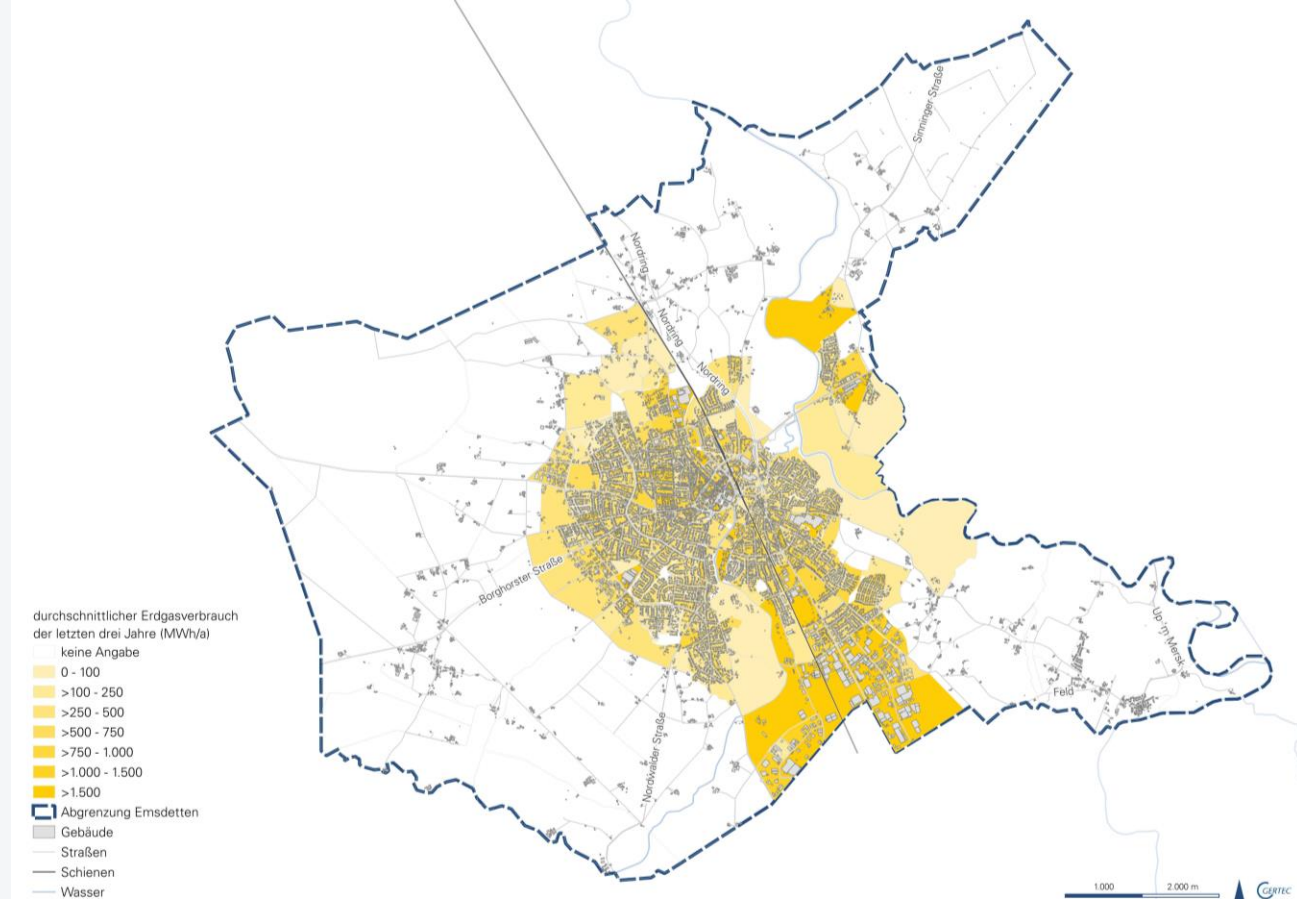 Sinninger Straße
Nordring
Nordring
Nordring
Borghorster Straße
Up 'm Mersk
Feld
Nordwalder Straße
durchschnittlicher Erdgasverbrauch
der letzten drei Jahre (MWh/a)
keine Angabe
0 - 100
>100 - 250
>250 - 500
>500 - 750
>750 - 1.000
>1.000 - 1.500
>1.500
Abgrenzung Emsdetten
Gebäude
Straßen
Schienen
Wasser
1.000 2.000 m
GERTEC